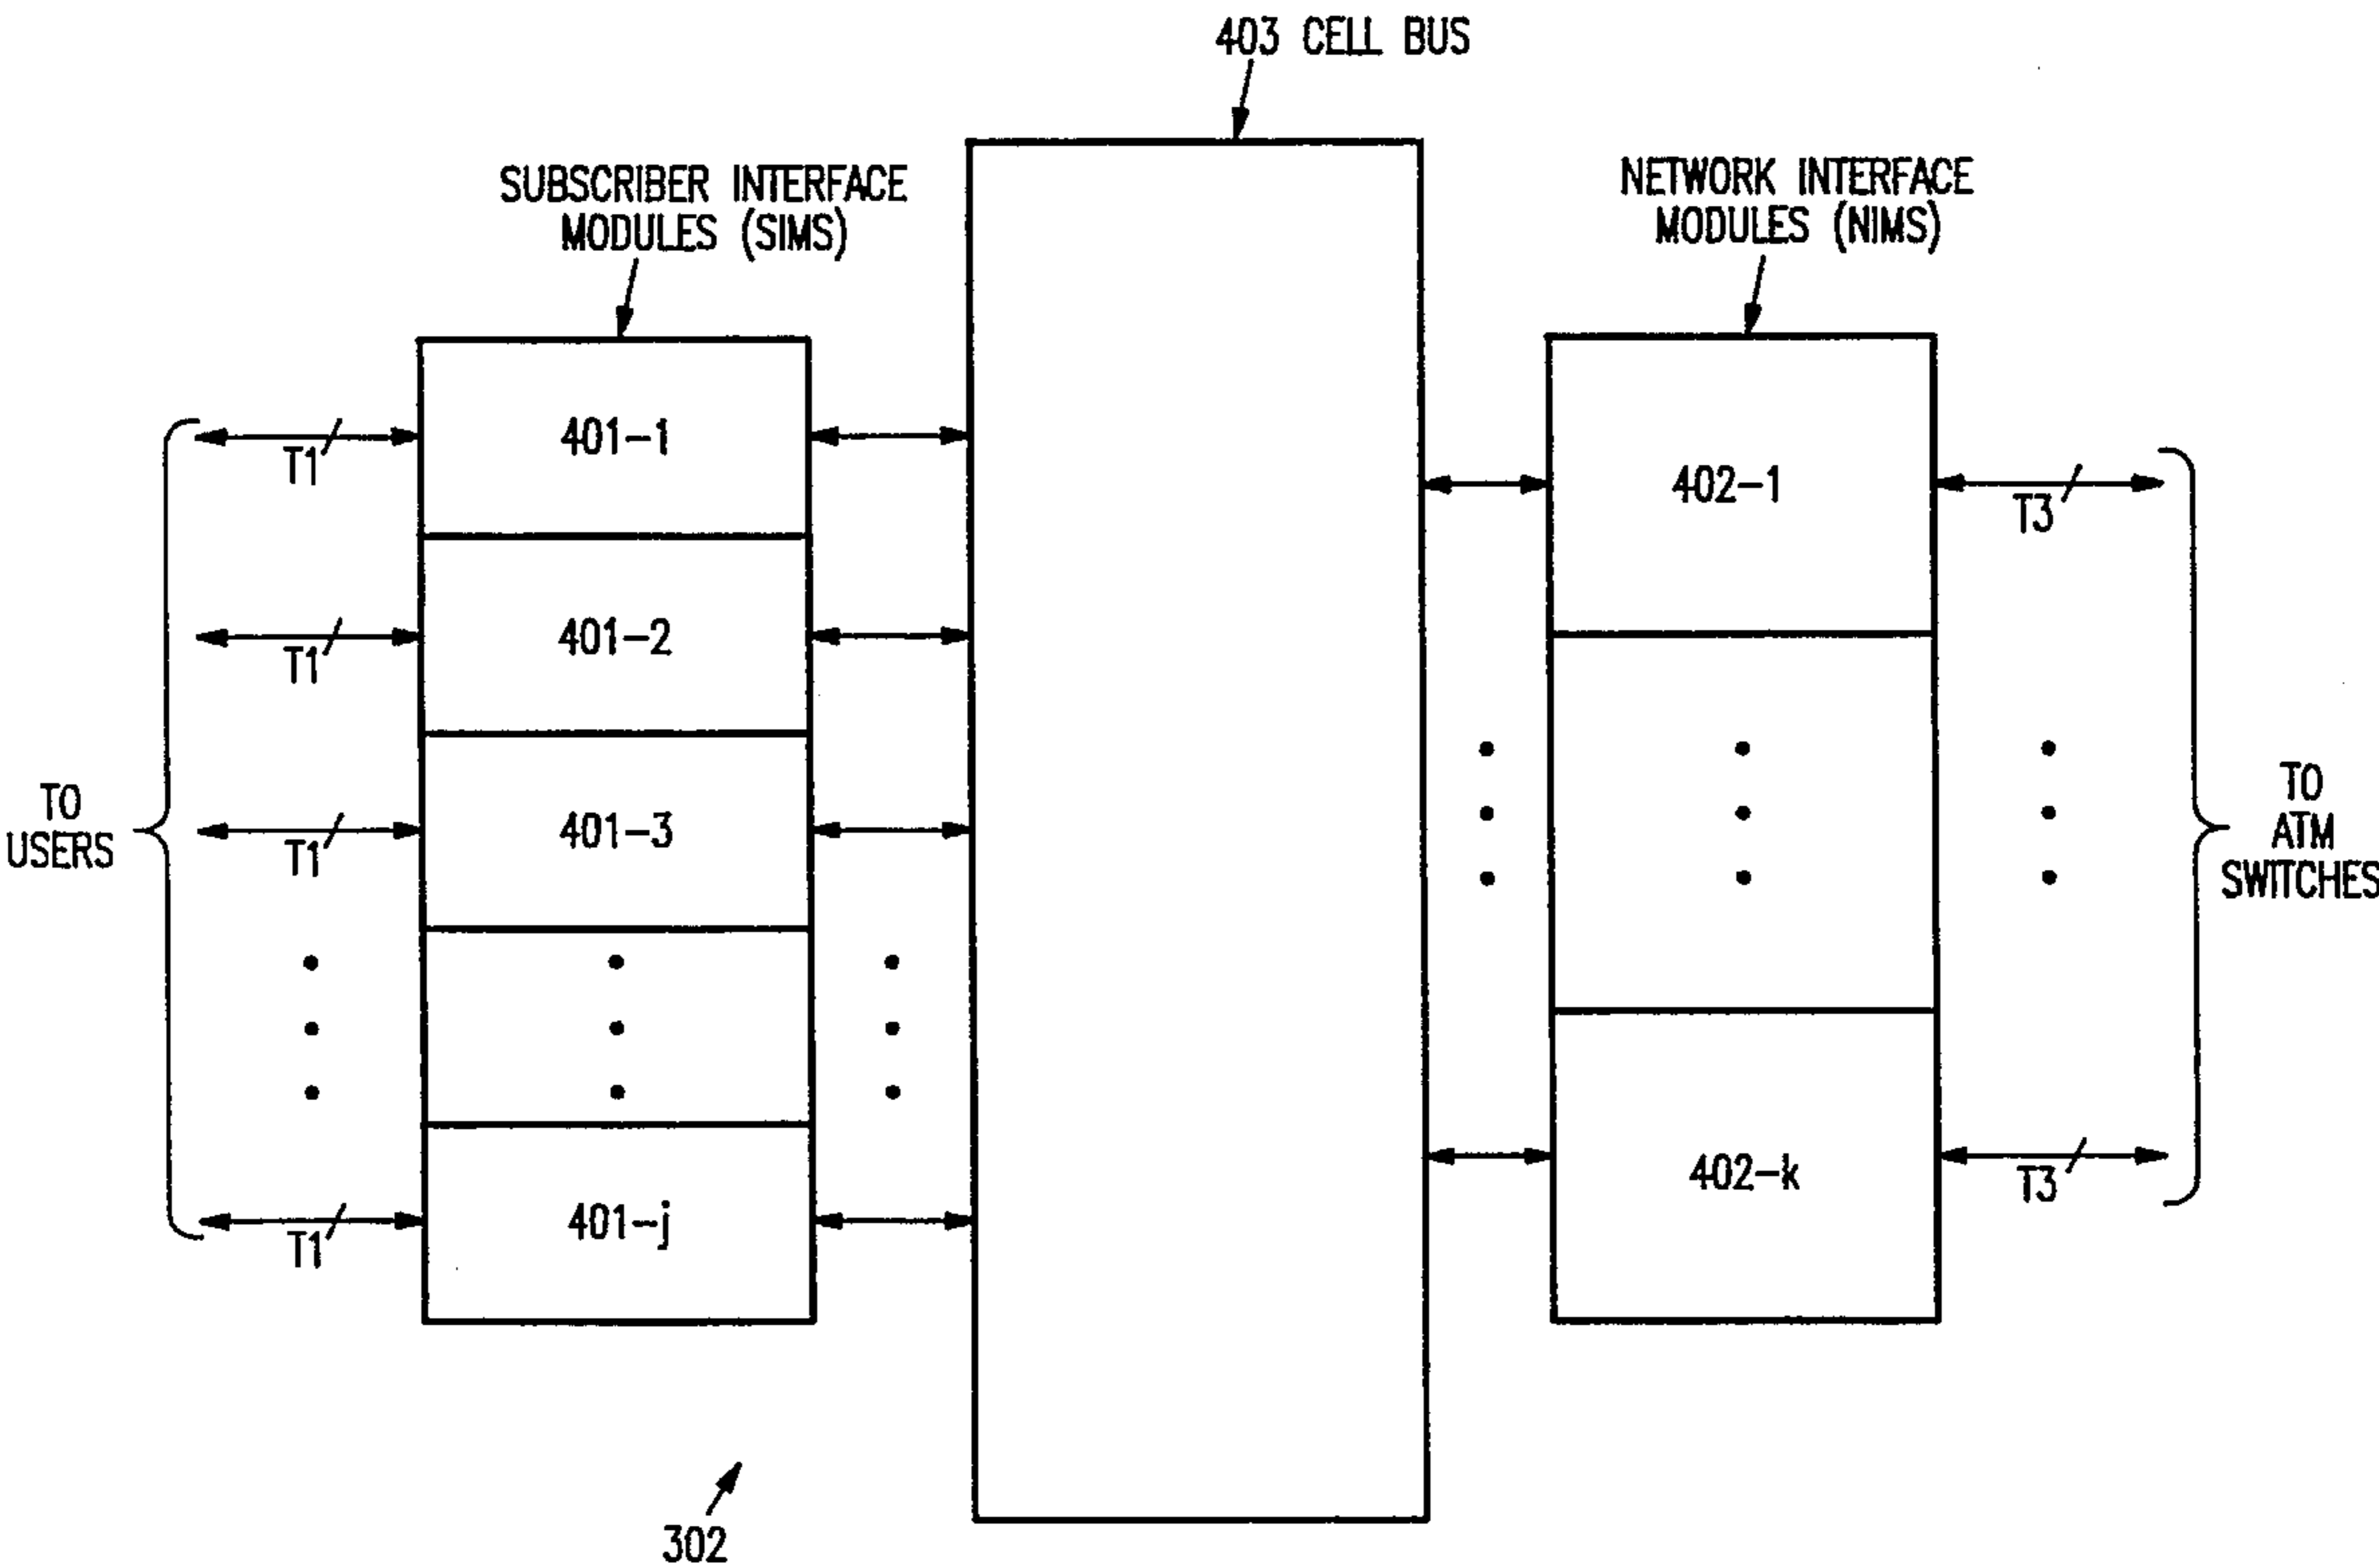 403 CELL BUS
SUBSCRIBER INTERFACE
MODULES (SIMS)
NETWORK INTERFACE
MODULES (NIMS)
401-1
T1
402-1
T3
401-2
T1
401-3
T1
TO
USERS
TO
ATM
SWITCHES
401-j
T1
402-k
T3
302